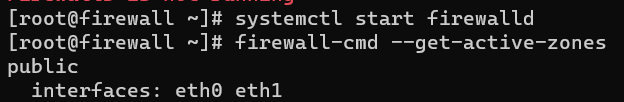 [root@firewall ~]# systemctl start firewalld
[root@firewall ~]# firewall-cmd --get-active-zones
public
  interfaces: eth0 eth1